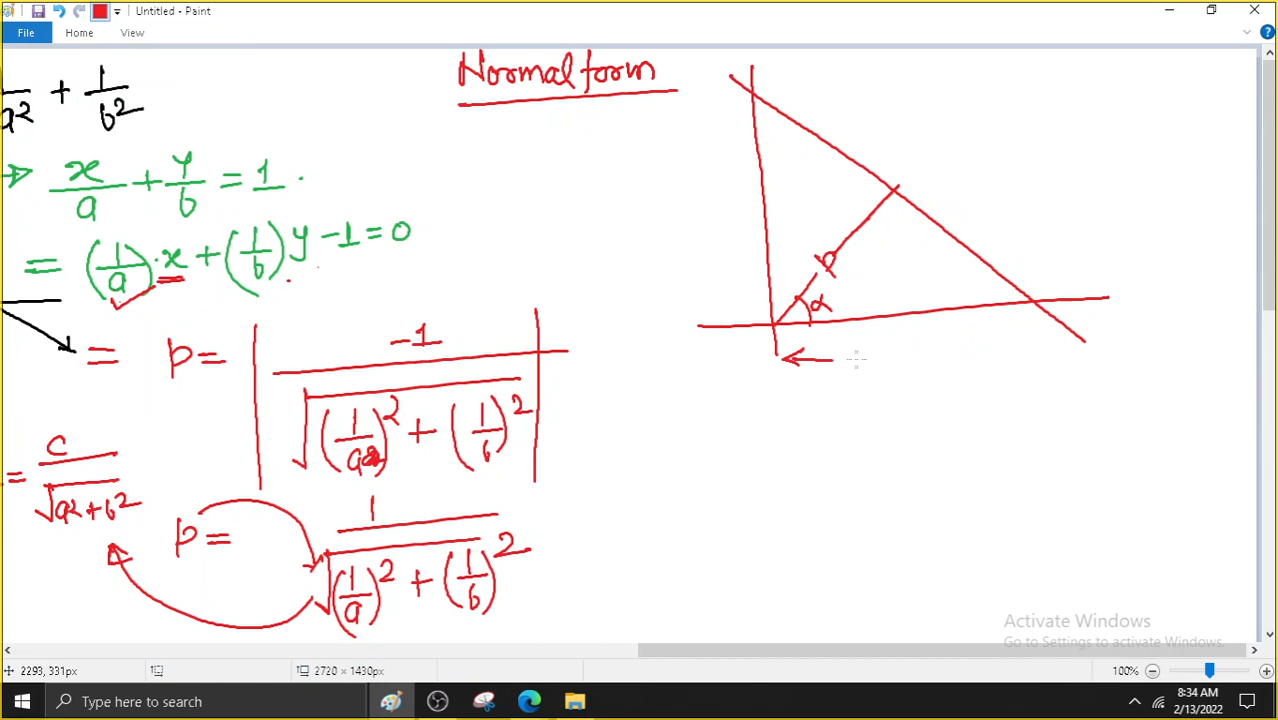 Untitled - Paint
File Home View
1/a² + 1/b²
x/a + y/b = 1.
= (1/a)·x + (1/b)y - 1 = 0
= p = | -1 / √((1/a)² + (1/b)²) |
= c / √(a² + b²)
p = 1 / √((1/a)² + (1/b)²)
Normal form
p
α
Activate Windows
Go to Settings to activate Windows.
2293, 331px
2720 × 1430px
100%
Type here to search
8:34 AM
2/13/2022